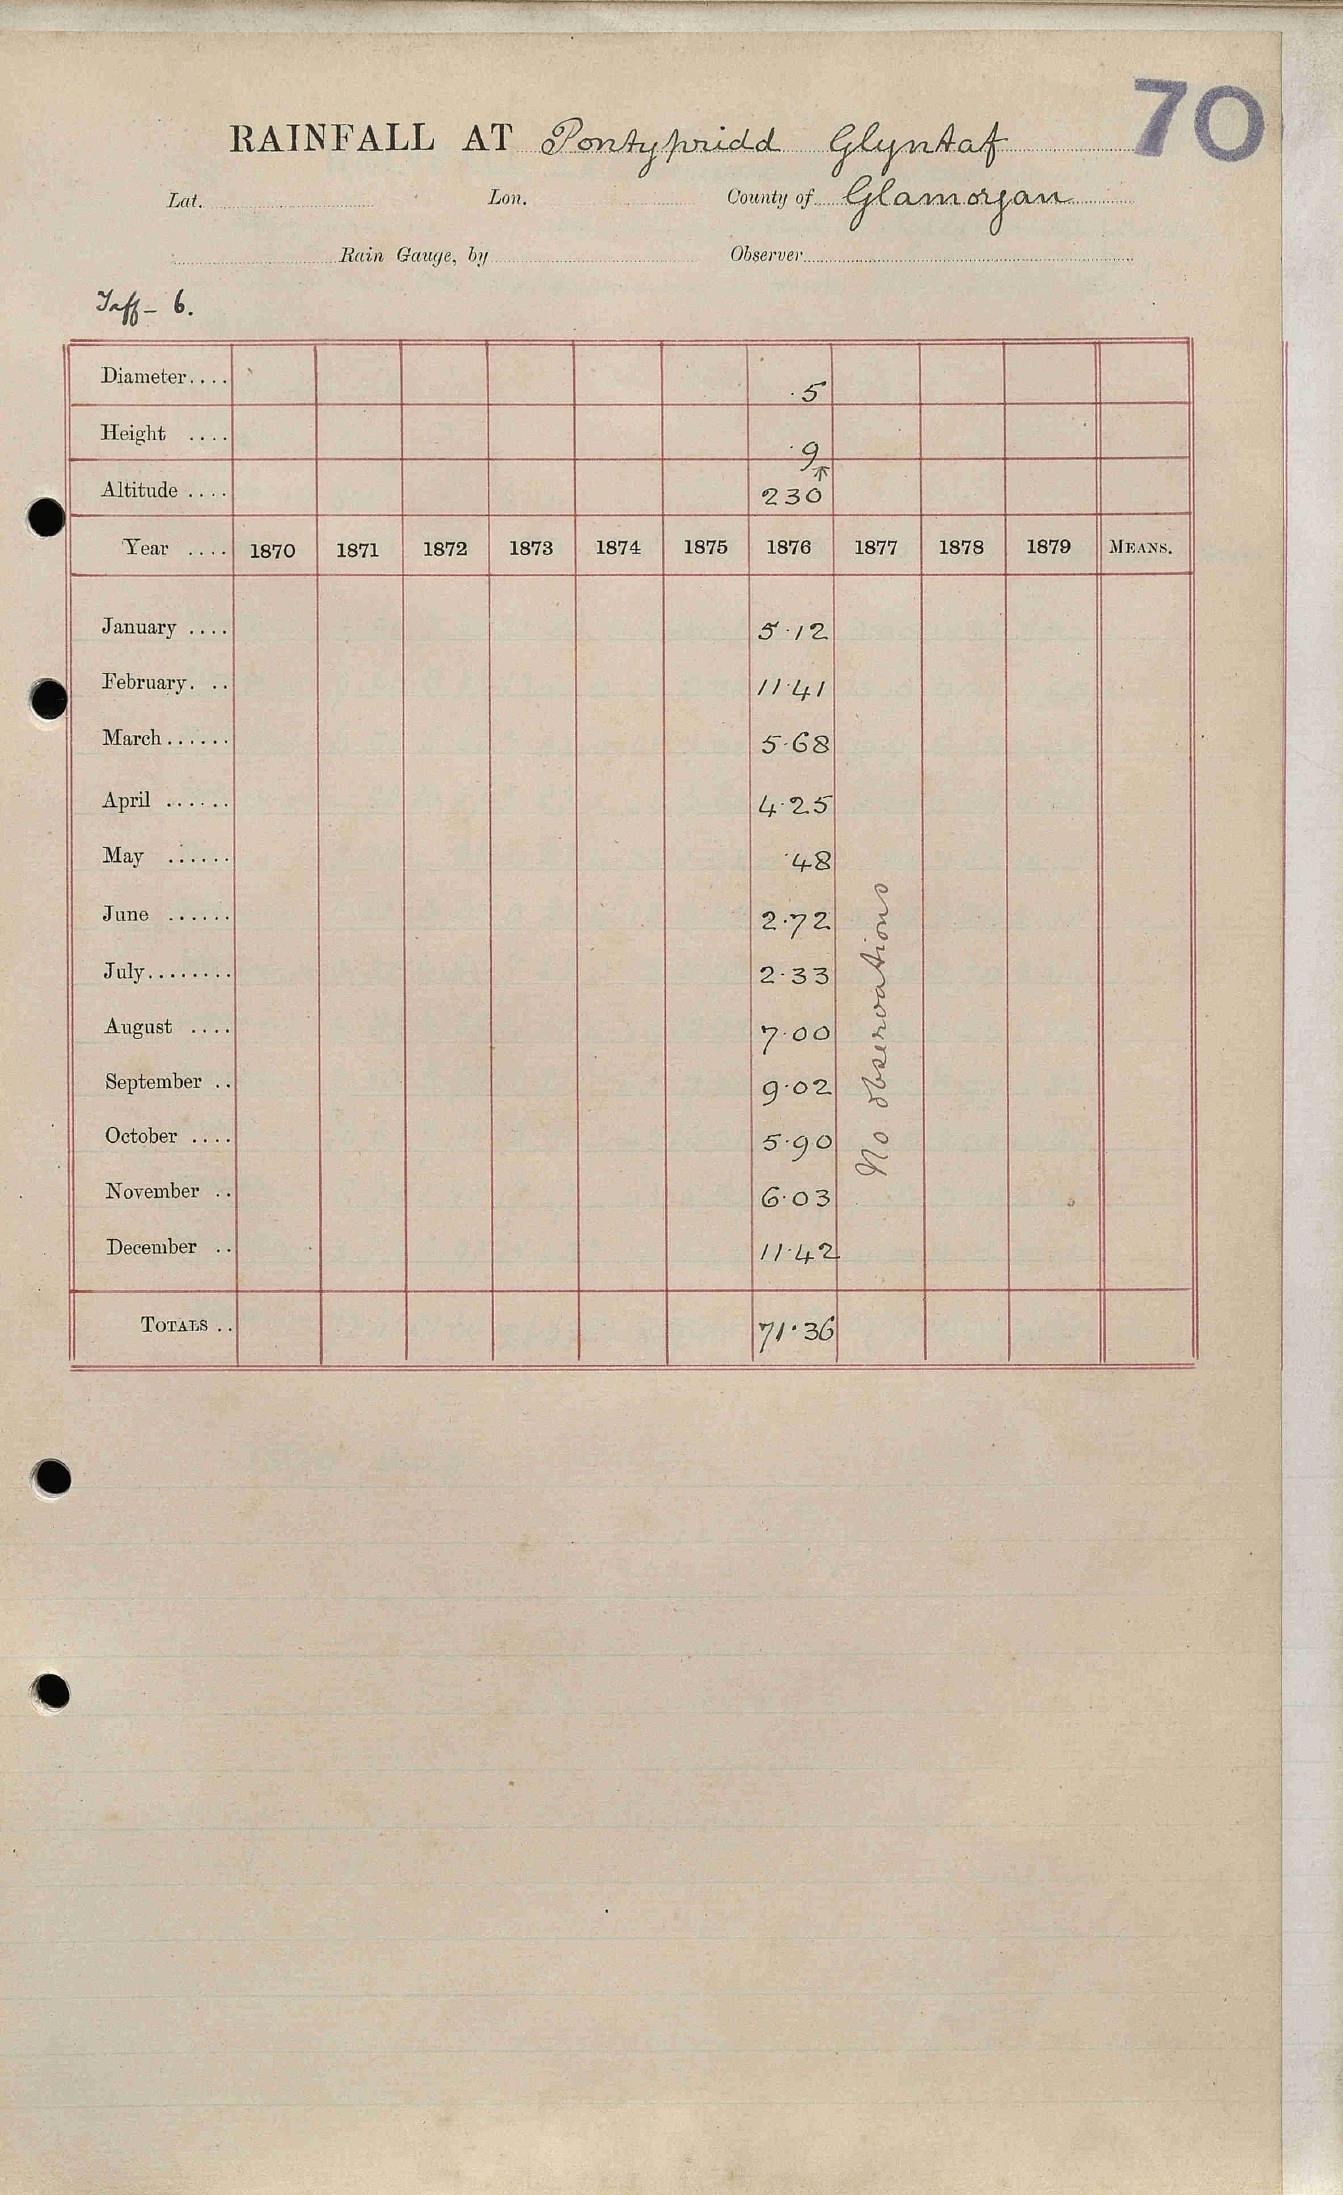 70
RAINFALL AT Pontypridd Glyntaf
Lat. Lon. County of Glamorgan
Rain Gauge, by Observer
Taff - 6.
Diameter.... 5
Height .... 9
Altitude .... 230
Year .... 1870 1871 1872 1873 1874 1875 1876 1877 1878 1879 MEANS.
January .... 5.12
February. .. 11.41
March...... 5.68
April ...... 4.25
May ...... .48
June ...... 2.72
July........ 2.33
August .... 7.00
September .. 9.02
October .... 5.90
November .. 6.03
December .. 11.42
No observations
TOTALS .. 71.36